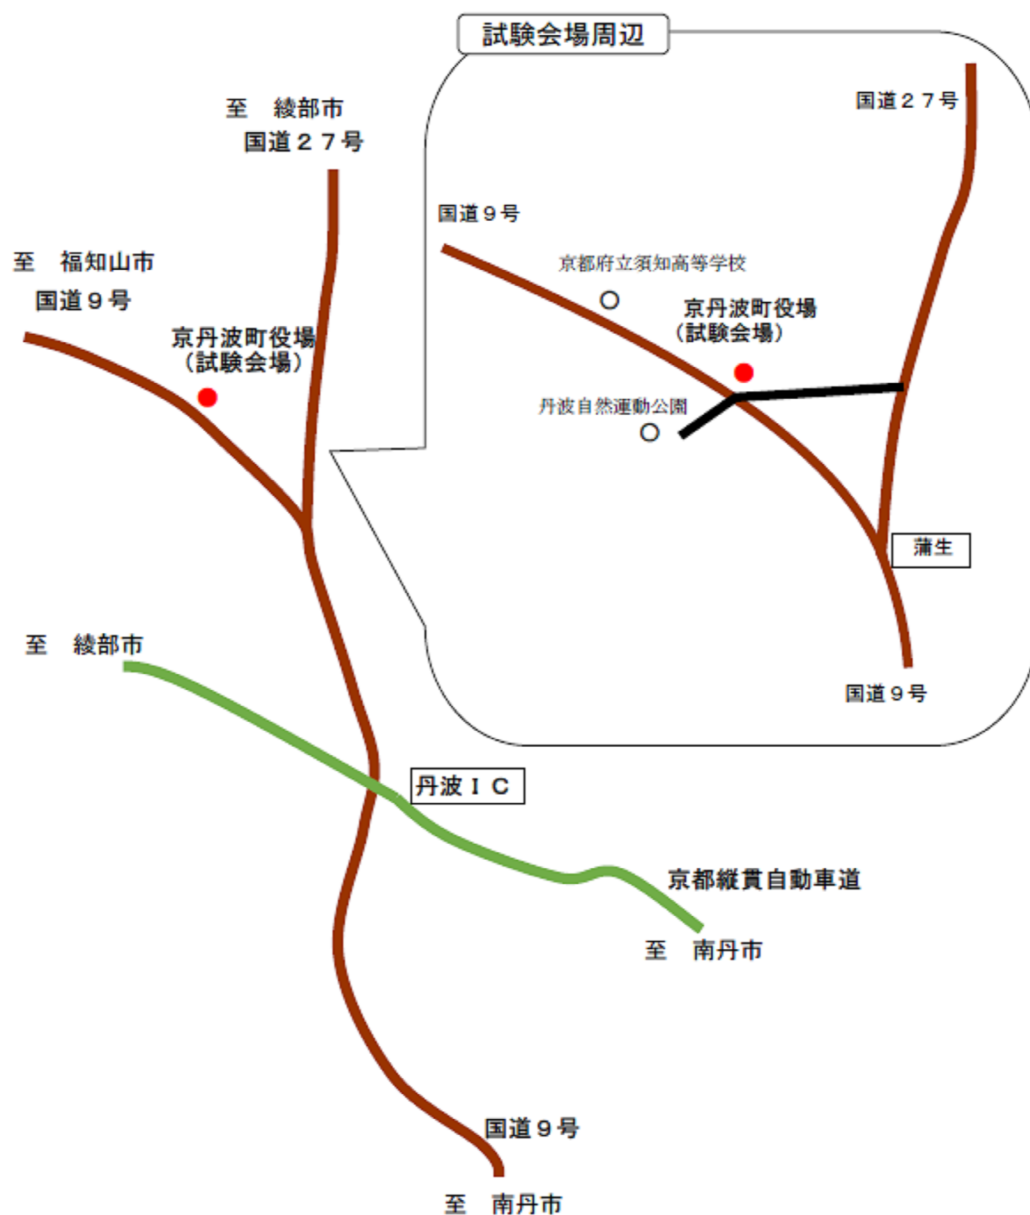 試験会場周辺
至　綾部市
国道２７号
至　福知山市
国道９号
京丹波町役場
（試験会場）
国道２７号
国道９号
京都府立須知高等学校
京丹波町役場
（試験会場）
丹波自然運動公園
蒲生
国道９号
至　綾部市
丹波ＩＣ
京都縦貫自動車道
至　南丹市
国道９号
至　南丹市